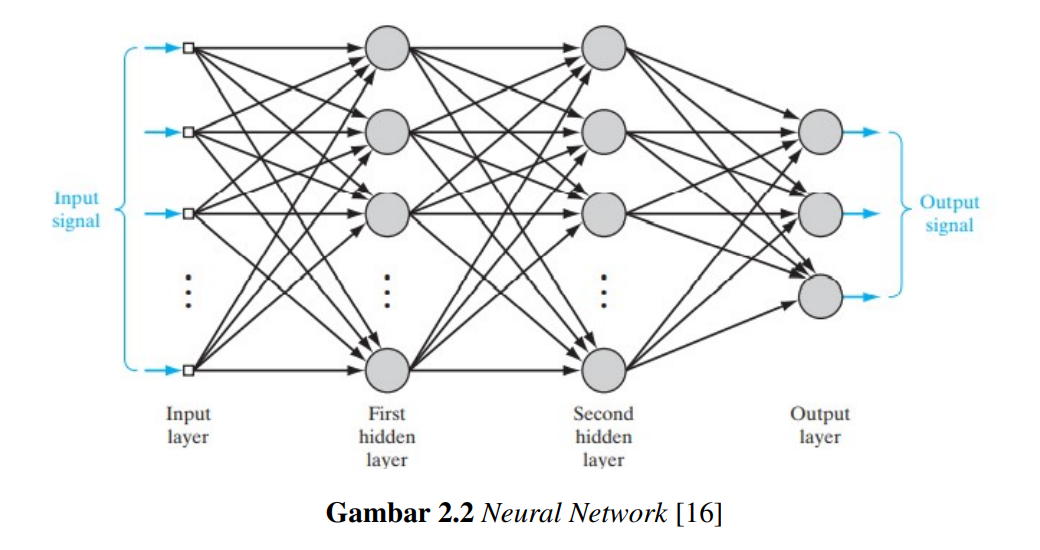 Input
signal
Output
signal
Input
layer
First
hidden
layer
Second
hidden
layer
Output
layer
Gambar 2.2 Neural Network [16]